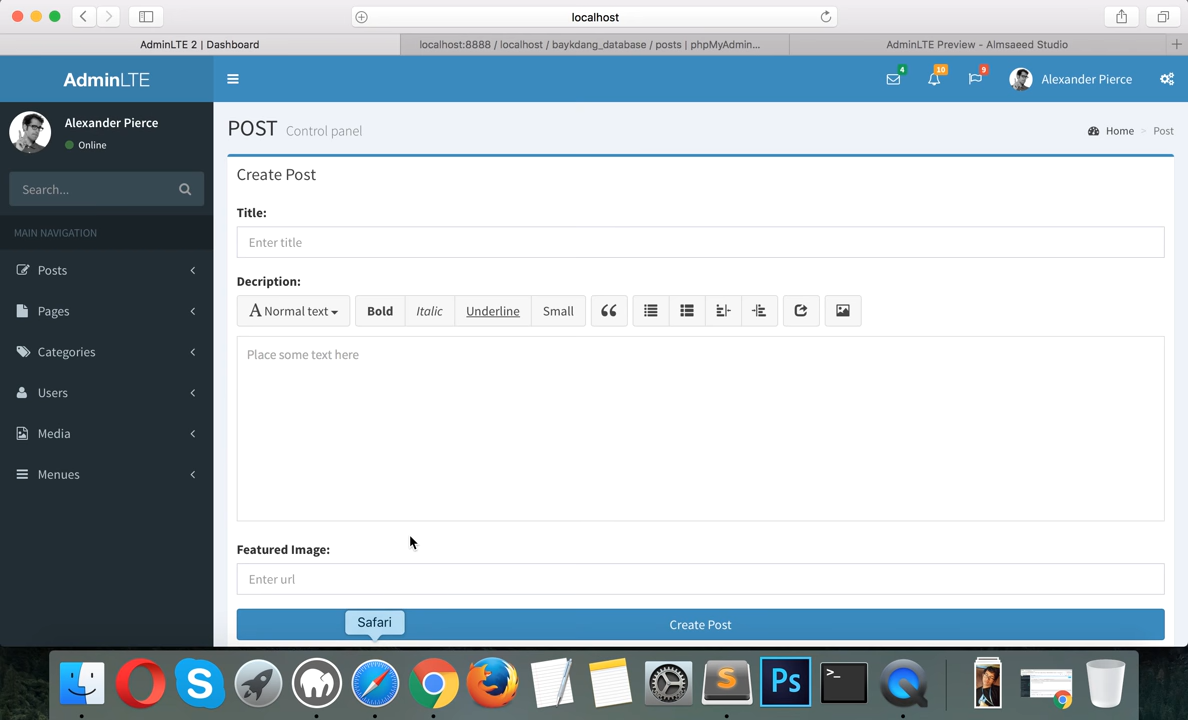 localhost
AdminLTE 2 | Dashboard
localhost:8888 / localhost / baykdang_database / posts | phpMyAdmin...
AdminLTE Preview - Almsaeed Studio
AdminLTE
4
10
9
Alexander Pierce
Alexander Pierce
Online
Search...
MAIN NAVIGATION
Posts
Pages
Categories
Users
Media
Menues
POST Control panel
Home > Post
Create Post
Title:
Enter title
Decription:
A Normal text
Bold
Italic
Underline
Small
Place some text here
Featured Image:
Enter url
Create Post
Safari
S
S
Ps
>_